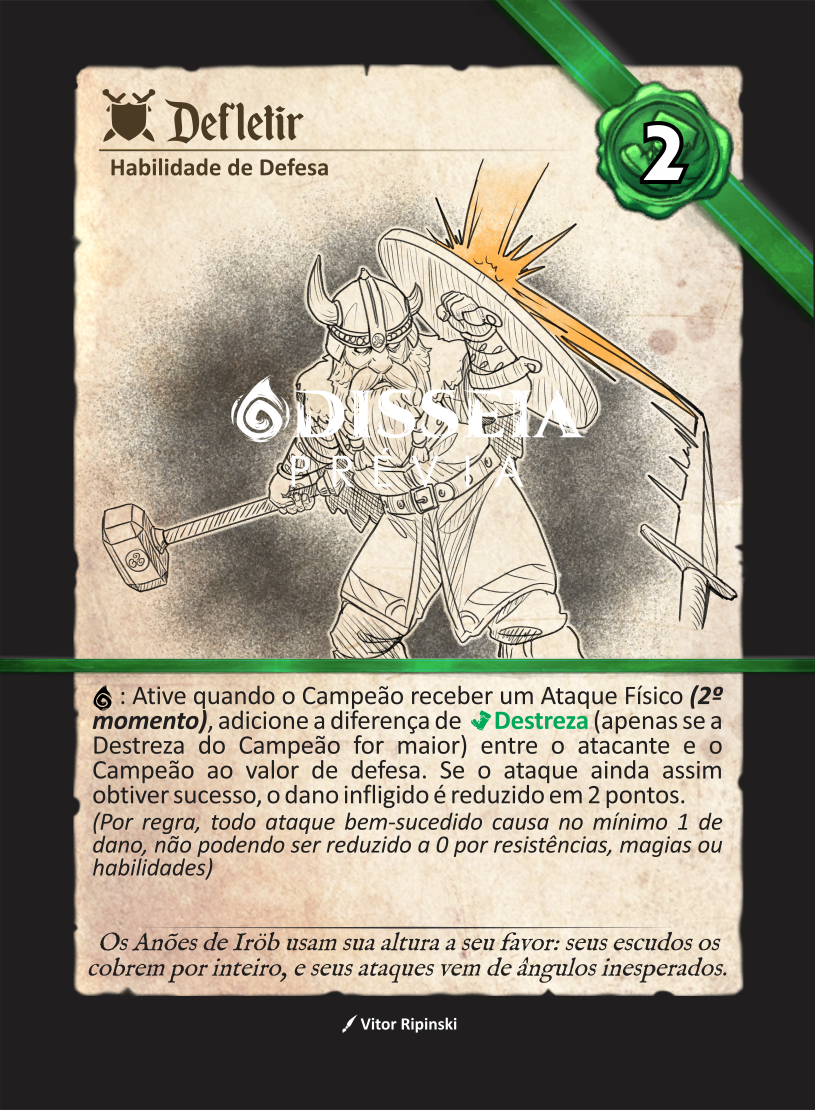 Defletir
2
Habilidade de Defesa
ODISSEIA
PRÉVIA
: Ative quando o Campeão receber um Ataque Físico (2º
momento), adicione a diferença de Destreza (apenas se a
Destreza do Campeão for maior) entre o atacante e o
Campeão ao valor de defesa. Se o ataque ainda assim
obtiver sucesso, o dano infligido é reduzido em 2 pontos.
(Por regra, todo ataque bem-sucedido causa no mínimo 1 de
dano, não podendo ser reduzido a 0 por resistências, magias ou
habilidades)
Os Anões de Iröb usam sua altura a seu favor: seus escudos os
cobrem por inteiro, e seus ataques vem de ângulos inesperados.
Vitor Ripinski